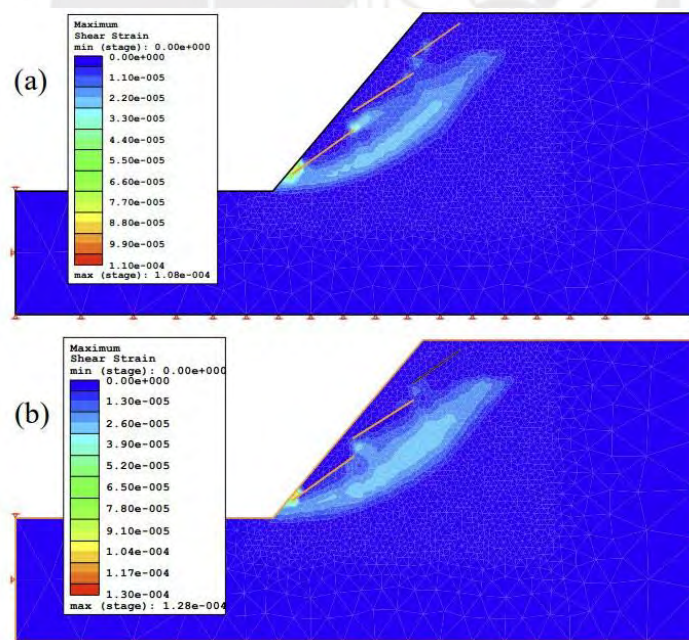 Maximum
Shear Strain
min (stage): 0.00e+000
0.00e+000
1.10e-005
2.20e-005
3.30e-005
4.40e-005
5.50e-005
6.60e-005
7.70e-005
8.80e-005
9.90e-005
1.10e-004
max (stage): 1.08e-004
(a)
Maximum
Shear Strain
min (stage): 0.00e+000
0.00e+000
1.30e-005
2.60e-005
3.90e-005
5.20e-005
6.50e-005
7.80e-005
9.10e-005
1.04e-004
1.17e-004
1.30e-004
max (stage): 1.28e-004
(b)